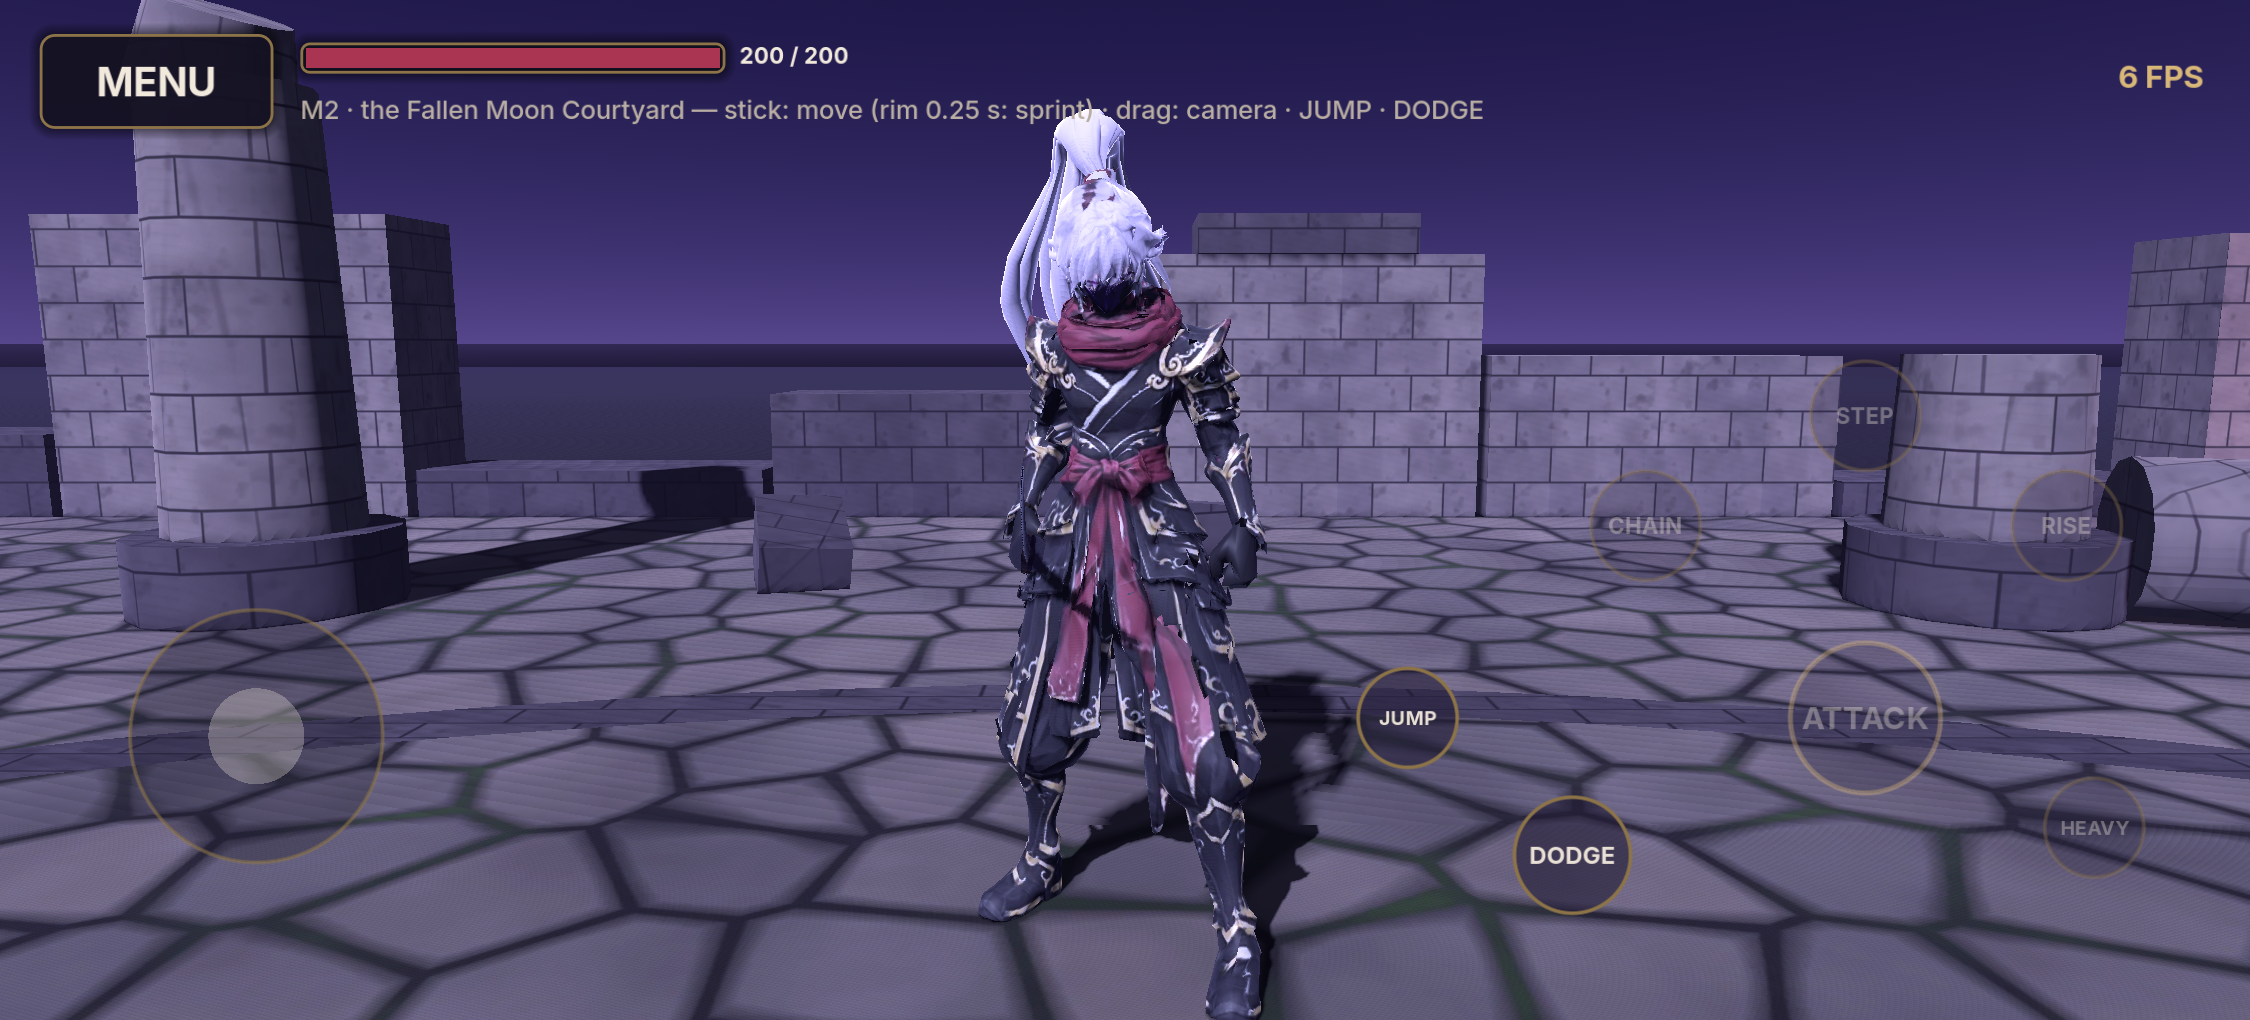 MENU
200 / 200
6 FPS
M2 · the Fallen Moon Courtyard — stick: move (rim 0.25 s: sprint) · drag: camera · JUMP · DODGE
STEP
CHAIN
RISE
JUMP
ATTACK
DODGE
HEAVY